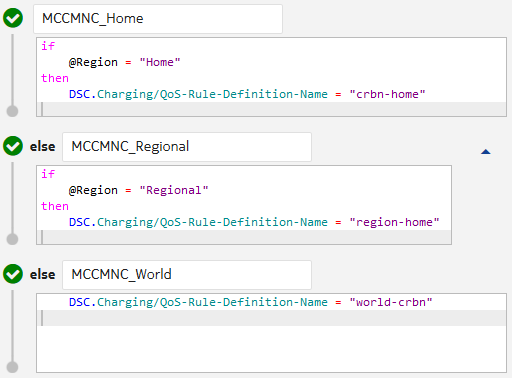 MCCMNC_Home
if
@Region = "Home"
then
DSC.Charging/QoS-Rule-Definition-Name = "crbn-home"
else MCCMNC_Regional
if
@Region = "Regional"
then
DSC.Charging/QoS-Rule-Definition-Name = "region-home"
else MCCMNC_World
DSC.Charging/QoS-Rule-Definition-Name = "world-crbn"